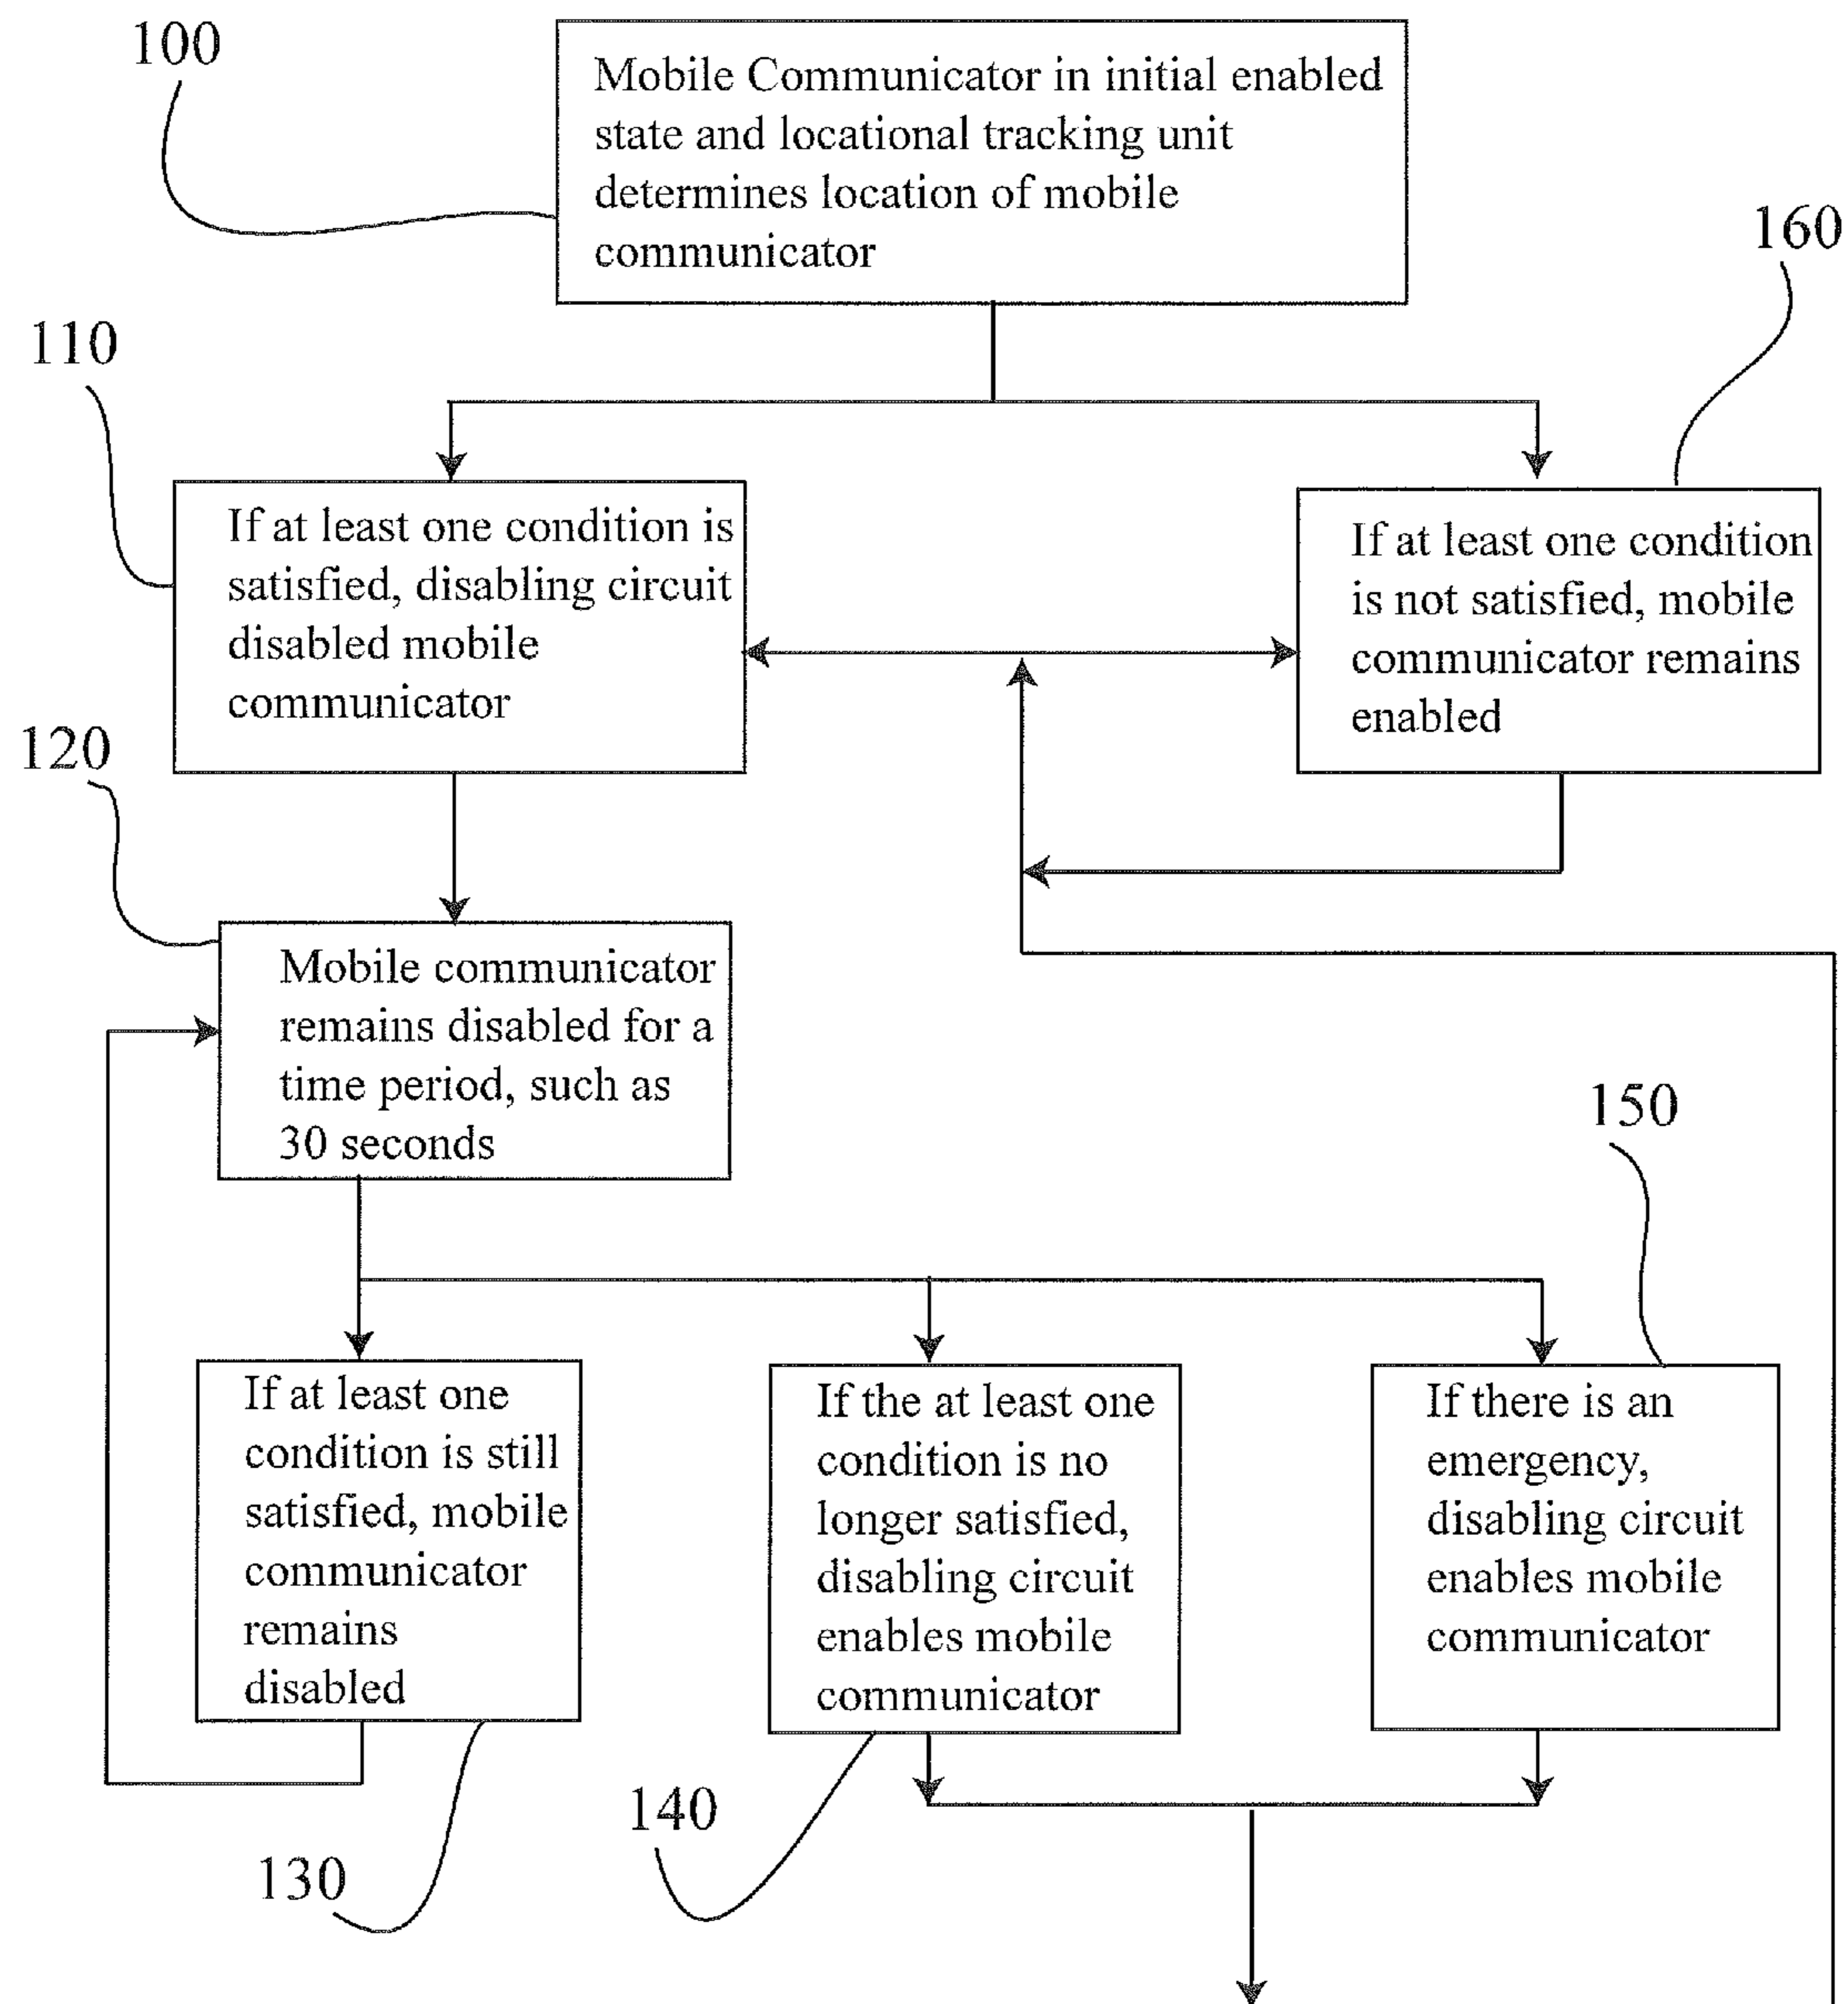 100
Mobile Communicator in initial enabled
state and locational tracking unit
determines location of mobile
communicator
160
110
If at least one condition is
satisfied, disabling circuit
disabled mobile
communicator
If at least one condition
is not satisfied, mobile
communicator remains
enabled
120
Mobile communicator
remains disabled for a
time period, such as
30 seconds
150
If at least one
condition is still
satisfied, mobile
communicator
remains
disabled
If the at least one
condition is no
longer satisfied,
disabling circuit
enables mobile
communicator
If there is an
emergency,
disabling circuit
enables mobile
communicator
140
130